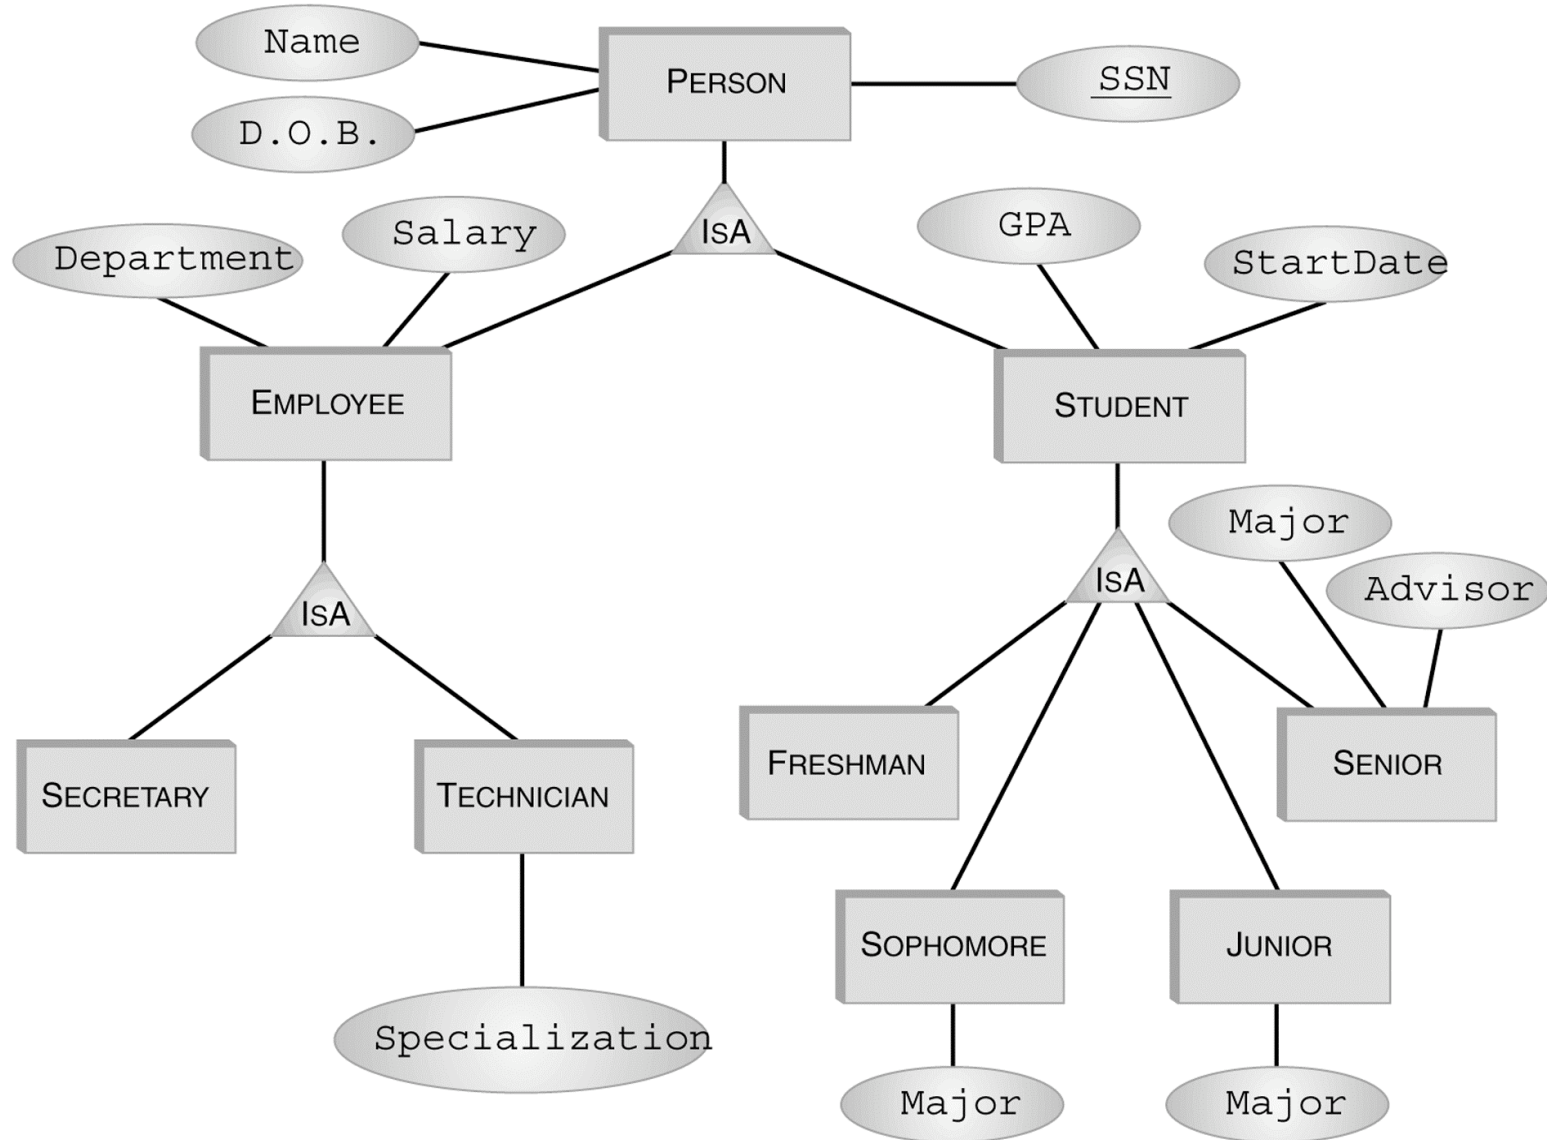 Name
PERSON
SSN
D.O.B.
ISA
GPA
Salary
Department
StartDate
EMPLOYEE
STUDENT
Major
ISA
Advisor
ISA
FRESHMAN
SENIOR
SECRETARY
TECHNICIAN
SOPHOMORE
JUNIOR
Specialization
Major
Major